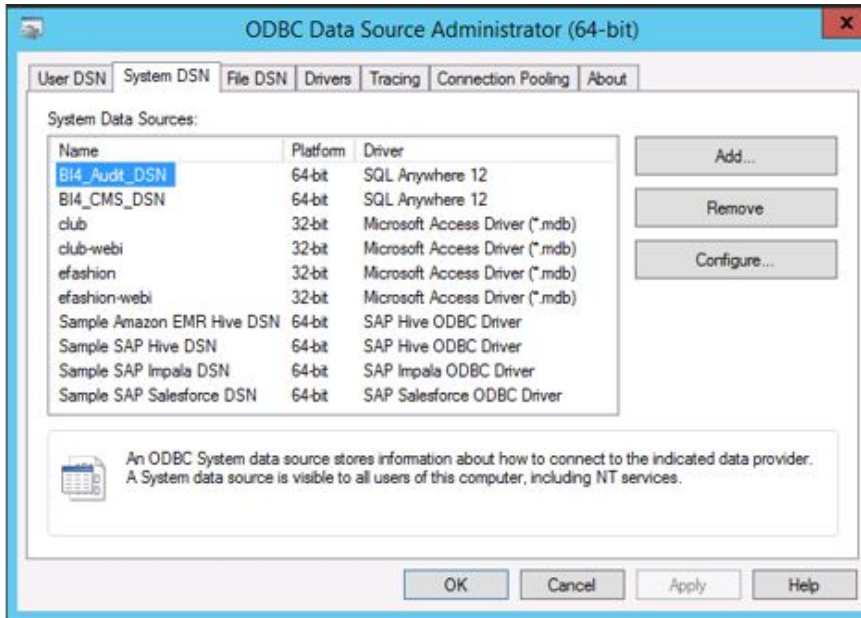 ODBC Data Source Administrator (64-bit)
x
User DSN System DSN File DSN Drivers Tracing Connection Pooling About
System Data Sources:
Name Platform Driver
BI4_Audit_DSN 64-bit SQL Anywhere 12
BI4_CMS_DSN 64-bit SQL Anywhere 12
club 32-bit Microsoft Access Driver (*.mdb)
club-webi 32-bit Microsoft Access Driver (*.mdb)
efashion 32-bit Microsoft Access Driver (*.mdb)
efashion-webi 32-bit Microsoft Access Driver (*.mdb)
Sample Amazon EMR Hive DSN 64-bit SAP Hive ODBC Driver
Sample SAP Hive DSN 64-bit SAP Hive ODBC Driver
Sample SAP Impala DSN 64-bit SAP Impala ODBC Driver
Sample SAP Salesforce DSN 64-bit SAP Salesforce ODBC Driver
Add...
Remove
Configure...
An ODBC System data source stores information about how to connect to the indicated data provider.
A System data source is visible to all users of this computer, including NT services.
OK Cancel Apply Help